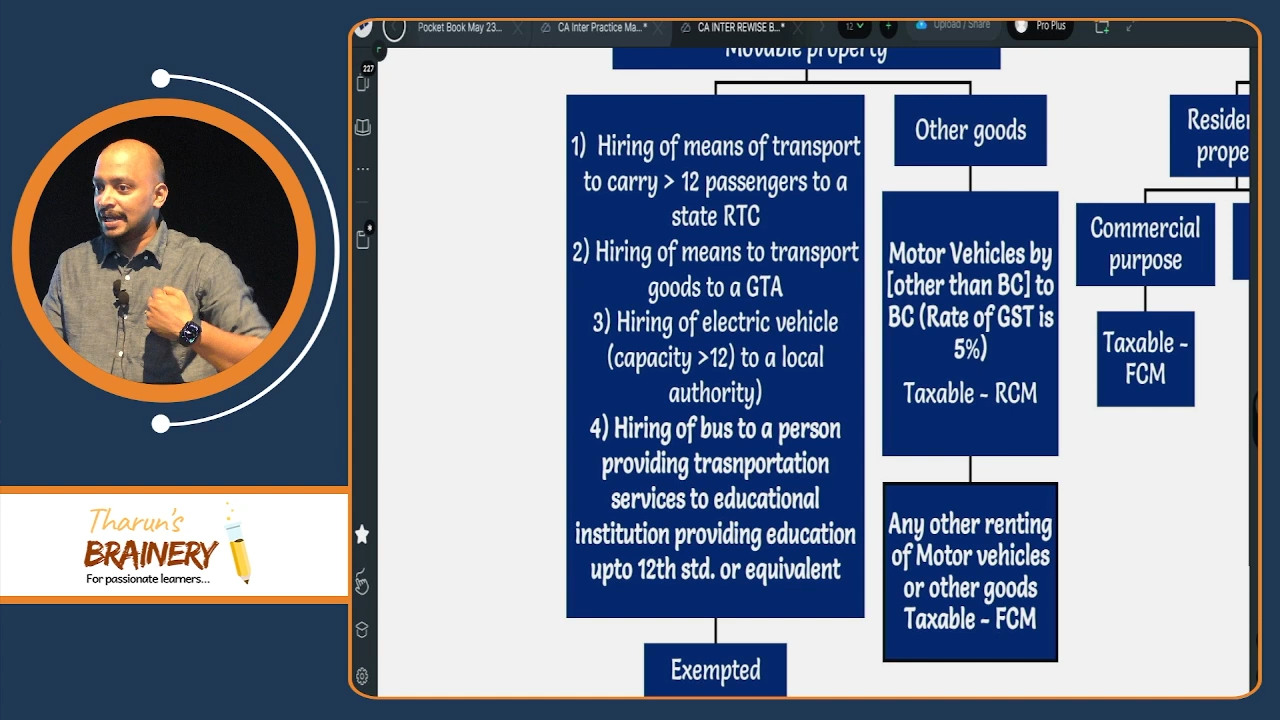 Pocket Book May 23...
CA Inter Practice Ma...*
CA INTER REWISE B...*
12
Upload / Share
Pro Plus
227
Movable property
1) Hiring of means of transport
to carry > 12 passengers to a
state RTC
2) Hiring of means to transport
goods to a GTA
3) Hiring of electric vehicle
(capacity >12) to a local
authority)
4) Hiring of bus to a person
providing trasnportation
services to educational
institution providing education
upto 12th std. or equivalent
Exempted
Other goods
Motor Vehicles by
[other than BC] to
BC (Rate of GST is
5%)
Taxable - RCM
Any other renting
of Motor vehicles
or other goods
Taxable - FCM
Commercial
purpose
Taxable -
FCM
Tharun's
BRAINERY
For passionate learners...